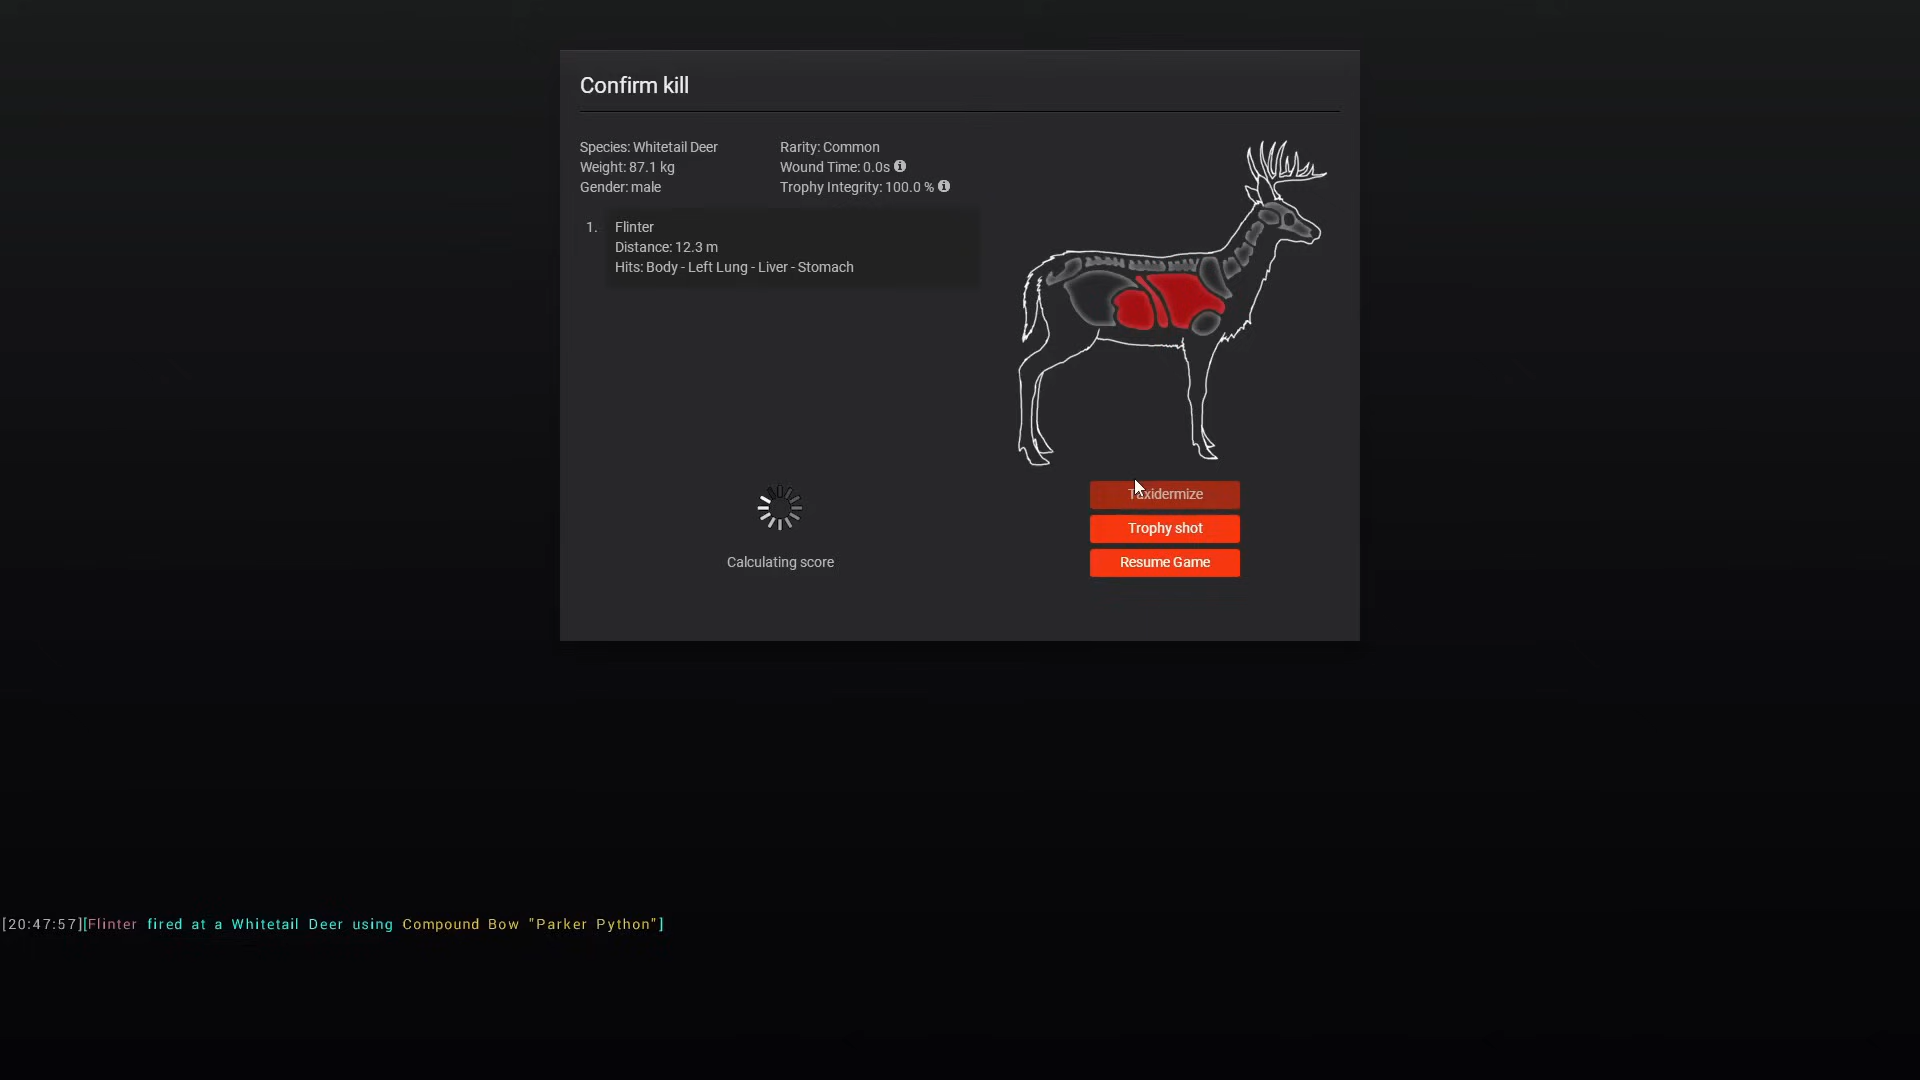 Confirm kill
Species: Whitetail Deer
Weight: 87.1 kg
Gender: male
Rarity: Common
Wound Time: 0.0s
Trophy Integrity: 100.0 %
1. Flinter
Distance: 12.3 m
Hits: Body - Left Lung - Liver - Stomach
Calculating score
Taxidermize
Trophy shot
Resume Game
[20:47:57][Flinter fired at a Whitetail Deer using Compound Bow "Parker Python"]